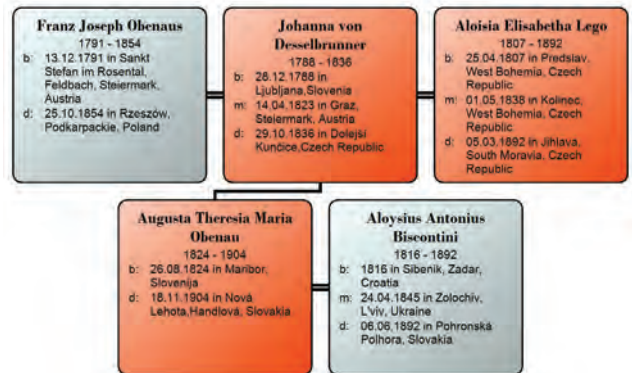 Franz Joseph Obenaus
1791 - 1854
b: 13.12.1791 in Sankt
Stefan im Rosental,
Feldbach, Steiermark,
Austria
d: 25.10.1854 in Rzeszów,
Podkarpackie, Poland
Johanna von
Desselbrunner
1788 - 1836
b: 28.12.1788 in
Ljubljana,Slovenia
m: 14.04.1823 in Graz,
Steiermark, Austria
d: 29.10.1836 in Dolejší
Kunčice,Czech Republic
Aloisia Elisabetha Lego
1807 - 1892
b: 25.04.1807 in Predslav,
West Bohemia, Czech
Republic
m: 01.05.1838 in Kolinec,
West Bohemia, Czech
Republic
d: 05.03.1892 in Jihlava,
South Moravia, Czech
Republic
Augusta Theresia Maria
Obenau
1824 - 1904
b: 26.08.1824 in Maribor,
Slovenija
d: 18.11.1904 in Nová
Lehota,Handlová, Slovakia
Aloysius Antonius
Biscontini
1816 - 1892
b: 1816 in Sibenik, Zadar,
Croatia
m: 24.04.1845 in Zolochiv,
L'viv, Ukraine
d: 06.06.1892 in Pohronská
Polhora, Slovakia